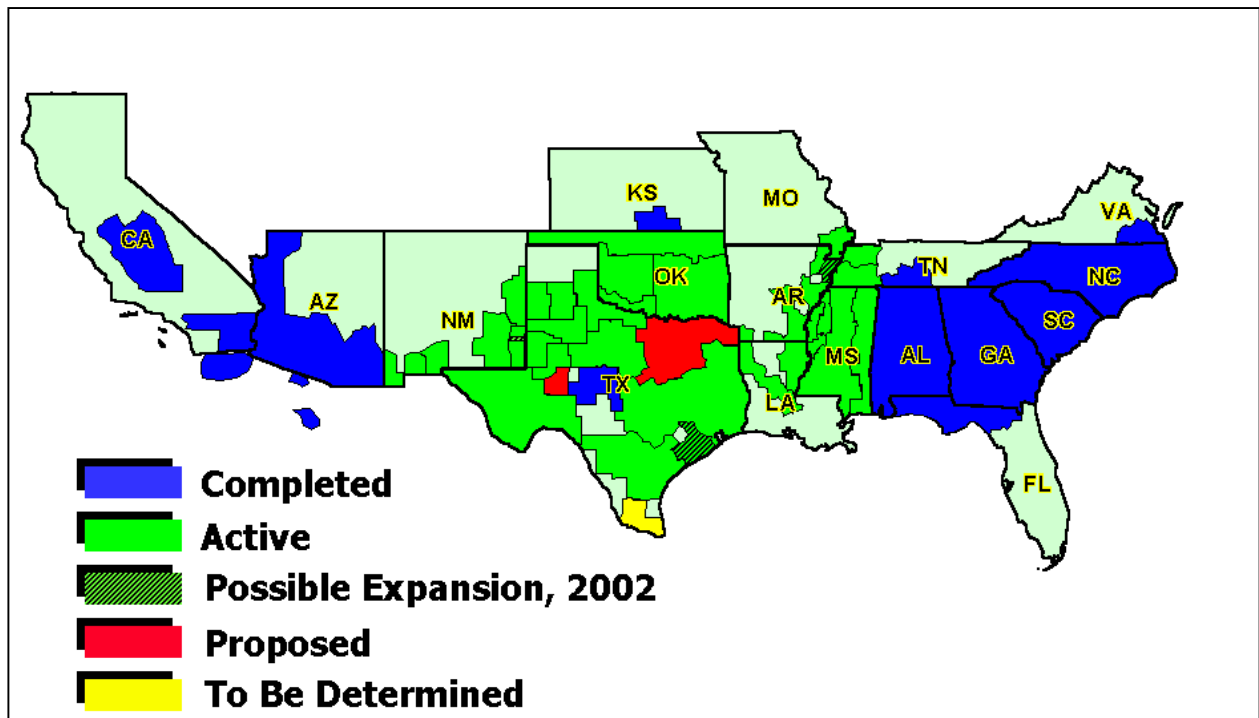 KS
MO
VA
CA
TN
NC
OK
AZ
AR
NM
SC
MS
AL
GA
TX
LA
FL
Completed
Active
Possible Expansion, 2002
Proposed
To Be Determined